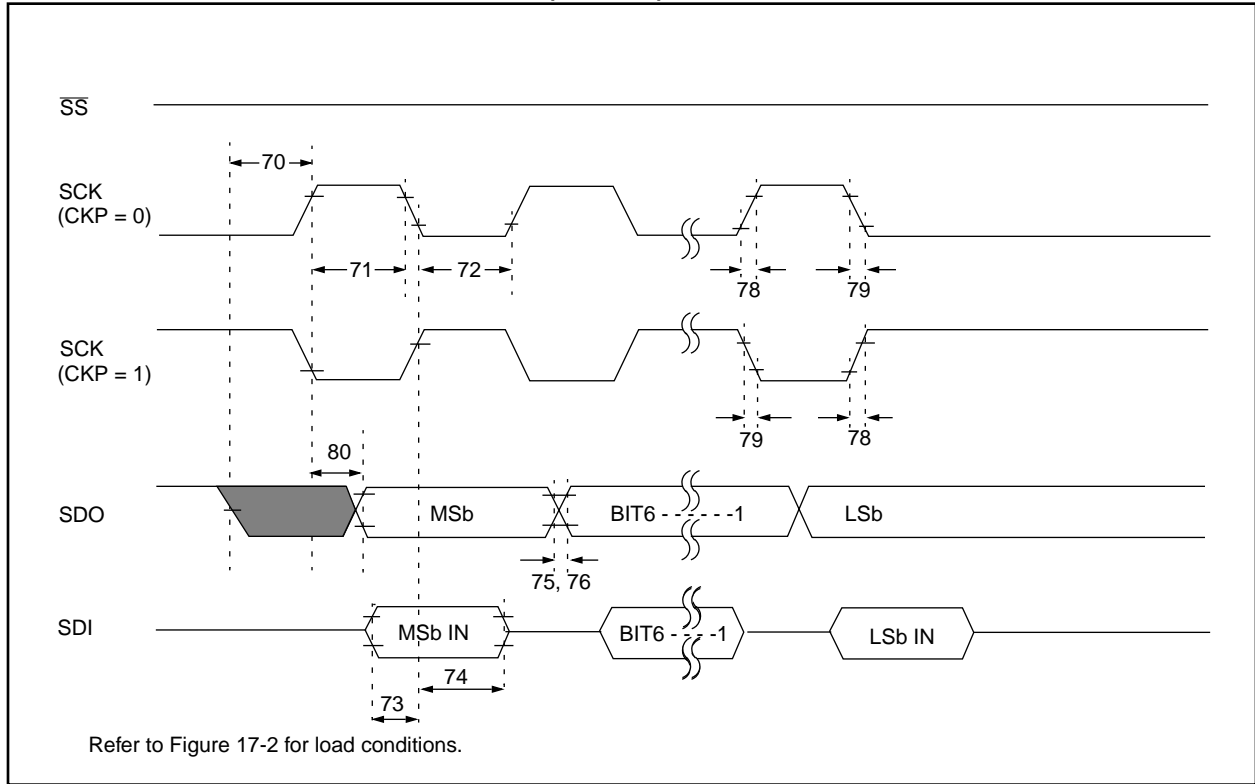 SS
70
SCK
(CKP = 0)
71
72
78
79
SCK
(CKP = 1)
79
78
80
SDO
MSb
BIT6 - - - - - -1
LSb
75, 76
SDI
MSb IN
BIT6 - - - - -1
LSb IN
74
73
Refer to Figure 17-2 for load conditions.